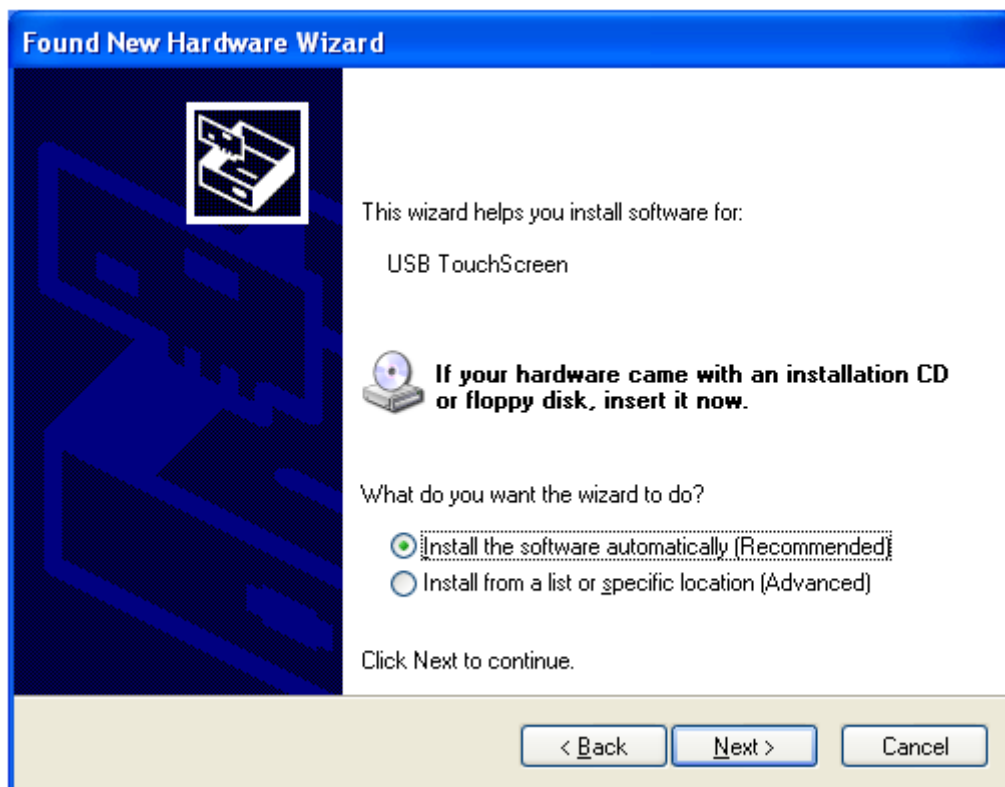 Found New Hardware Wizard
This wizard helps you install software for:
USB TouchScreen
If your hardware came with an installation CD
or floppy disk, insert it now.
What do you want the wizard to do?
Install the software automatically (Recommended)
Install from a list or specific location (Advanced)
Click Next to continue.
< Back
Next >
Cancel